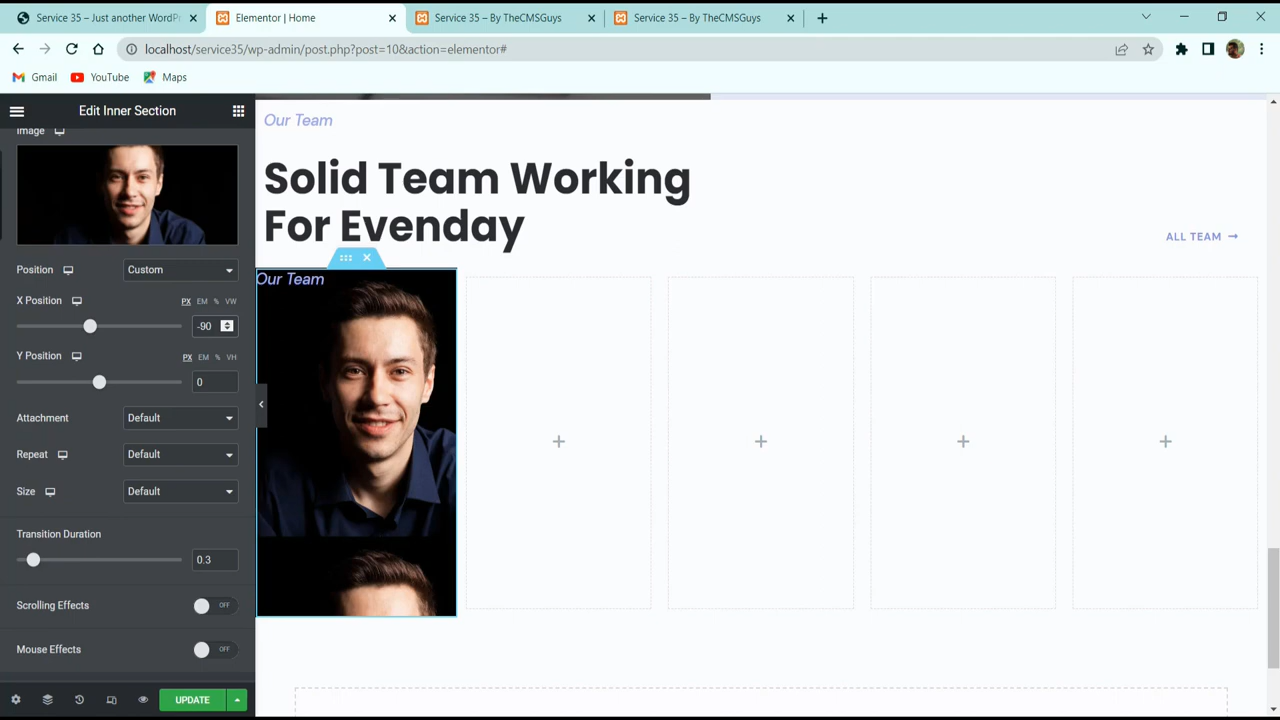 Service 35 – Just another WordPr
Elementor | Home
Service 35 – By TheCMSGuys
Service 35 – By TheCMSGuys
localhost/service35/wp-admin/post.php?post=10&action=elementor#
Gmail
YouTube
Maps
Edit Inner Section
Image
Position
Custom
X Position
PX EM % VW
-90
Y Position
PX EM % VH
0
Attachment
Default
Repeat
Default
Size
Default
Transition Duration
0.3
Scrolling Effects
OFF
Mouse Effects
OFF
UPDATE
Our Team
Solid Team Working
For Evenday
ALL TEAM
Our Team